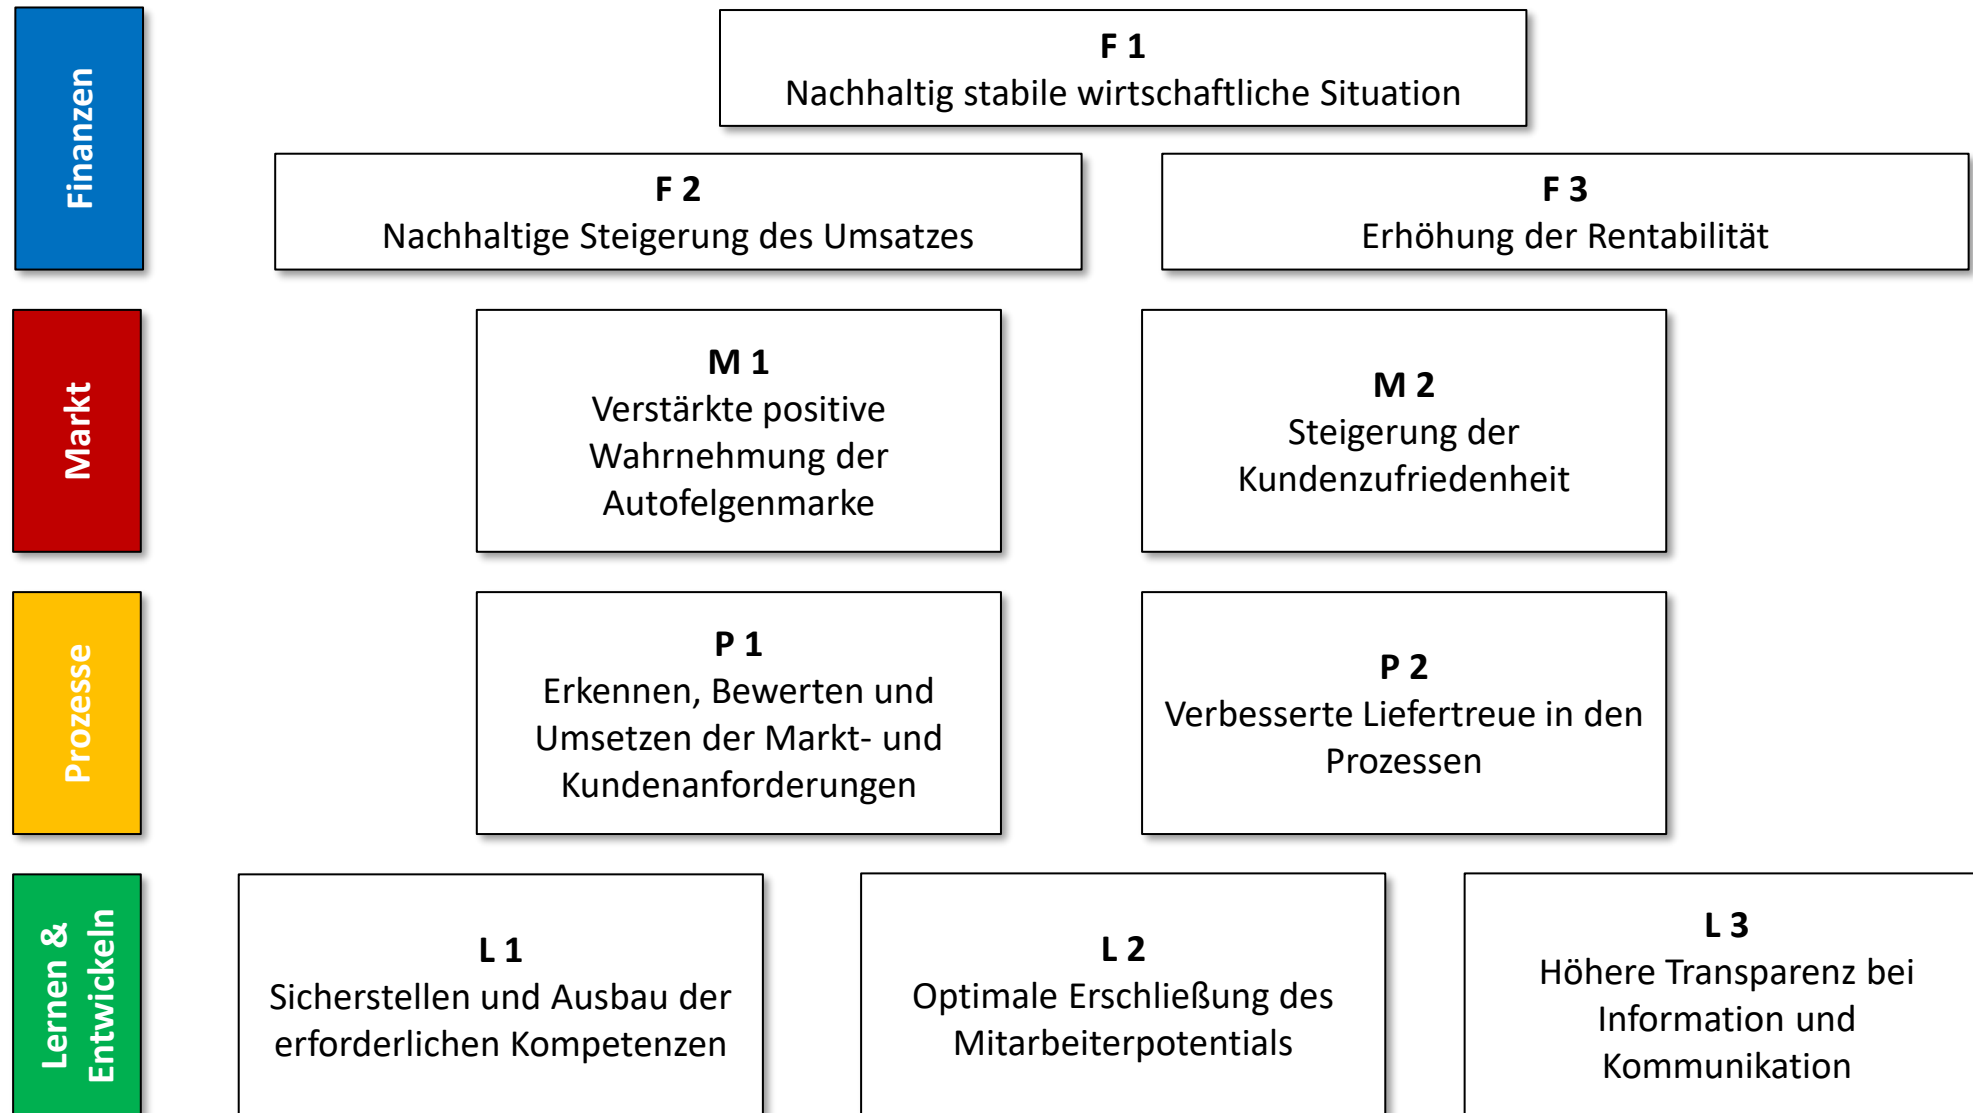 Finanzen
F 1
Nachhaltig stabile wirtschaftliche Situation
F 2
Nachhaltige Steigerung des Umsatzes
F 3
Erhöhung der Rentabilität
Markt
M 1
Verstärkte positive
Wahrnehmung der
Autofelgenmarke
M 2
Steigerung der
Kundenzufriedenheit
Prozesse
P 1
Erkennen, Bewerten und
Umsetzen der Markt- und
Kundenanforderungen
P 2
Verbesserte Liefertreue in den
Prozessen
Lernen &
Entwickeln
L 1
Sicherstellen und Ausbau der
erforderlichen Kompetenzen
L 2
Optimale Erschließung des
Mitarbeiterpotentials
L 3
Höhere Transparenz bei
Information und
Kommunikation